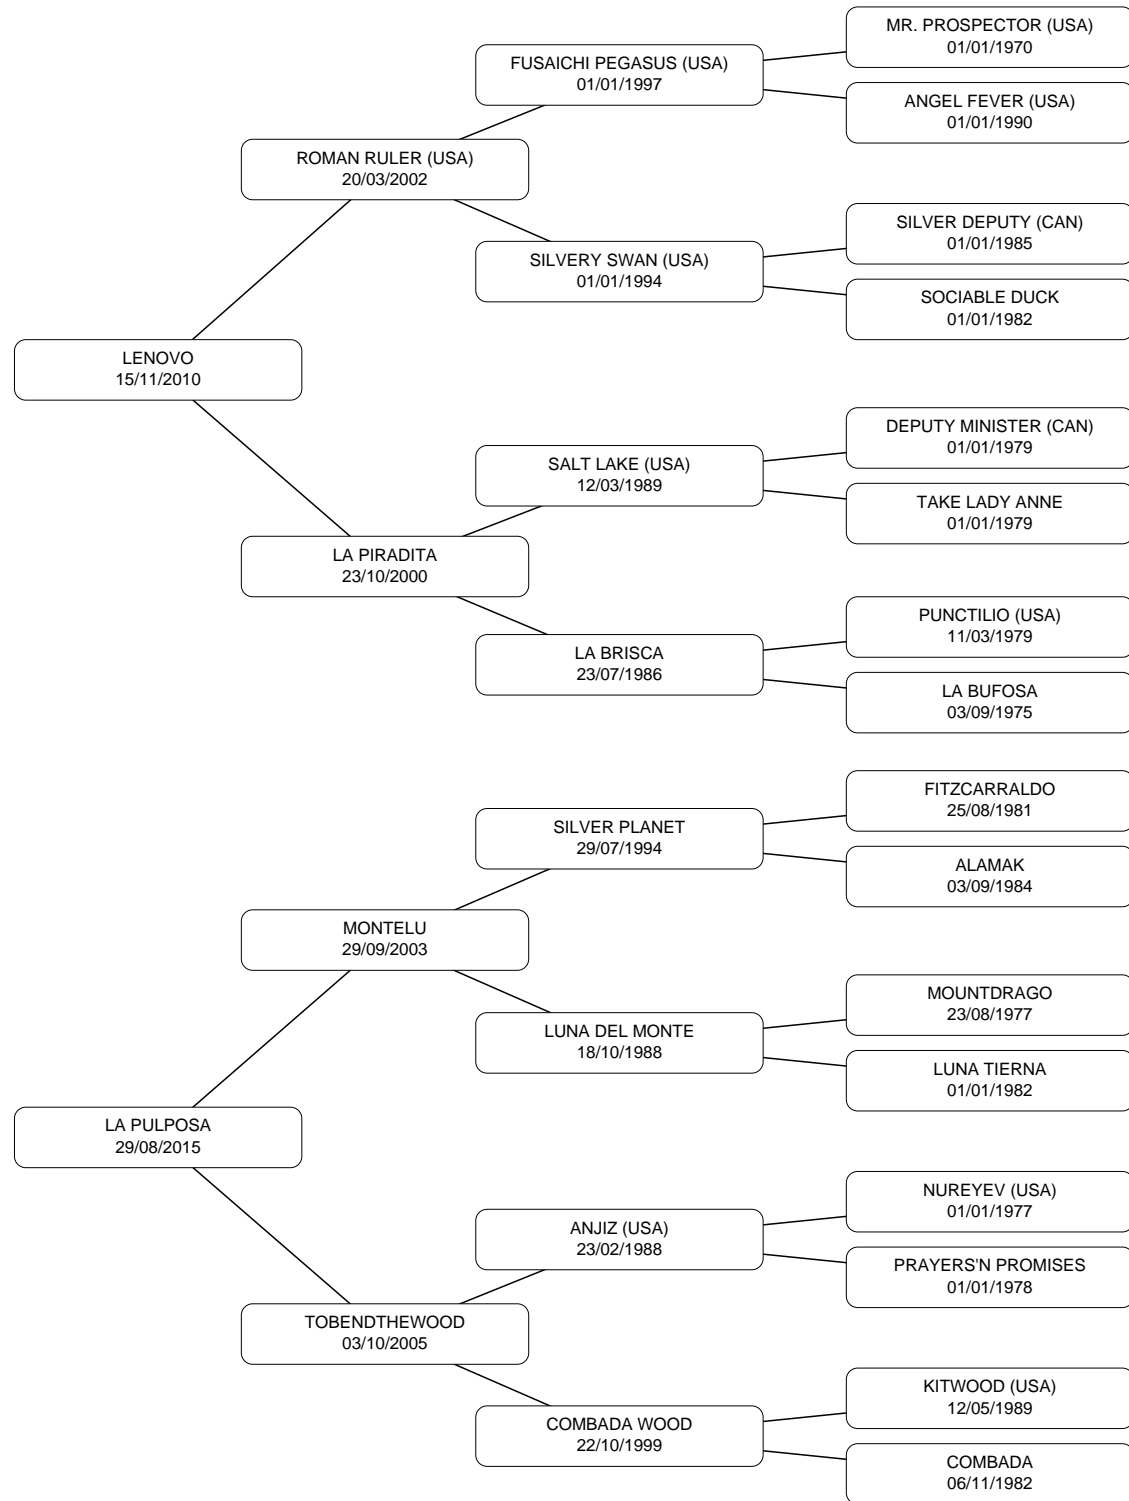 MR. PROSPECTOR (USA)
01/01/1970
FUSAICHI PEGASUS (USA)
01/01/1997
ANGEL FEVER (USA)
01/01/1990
ROMAN RULER (USA)
20/03/2002
SILVER DEPUTY (CAN)
01/01/1985
SILVERY SWAN (USA)
01/01/1994
SOCIABLE DUCK
01/01/1982
LENOVO
15/11/2010
DEPUTY MINISTER (CAN)
01/01/1979
SALT LAKE (USA)
12/03/1989
TAKE LADY ANNE
01/01/1979
LA PIRADITA
23/10/2000
PUNCTILIO (USA)
11/03/1979
LA BRISCA
23/07/1986
LA BUFOSA
03/09/1975
FITZCARRALDO
25/08/1981
SILVER PLANET
29/07/1994
ALAMAK
03/09/1984
MONTELU
29/09/2003
MOUNTDRAGO
23/08/1977
LUNA DEL MONTE
18/10/1988
LUNA TIERNA
01/01/1982
LA PULPOSA
29/08/2015
NUREYEV (USA)
01/01/1977
ANJIZ (USA)
23/02/1988
PRAYERS'N PROMISES
01/01/1978
TOBENDTHEWOOD
03/10/2005
KITWOOD (USA)
12/05/1989
COMBADA WOOD
22/10/1999
COMBADA
06/11/1982